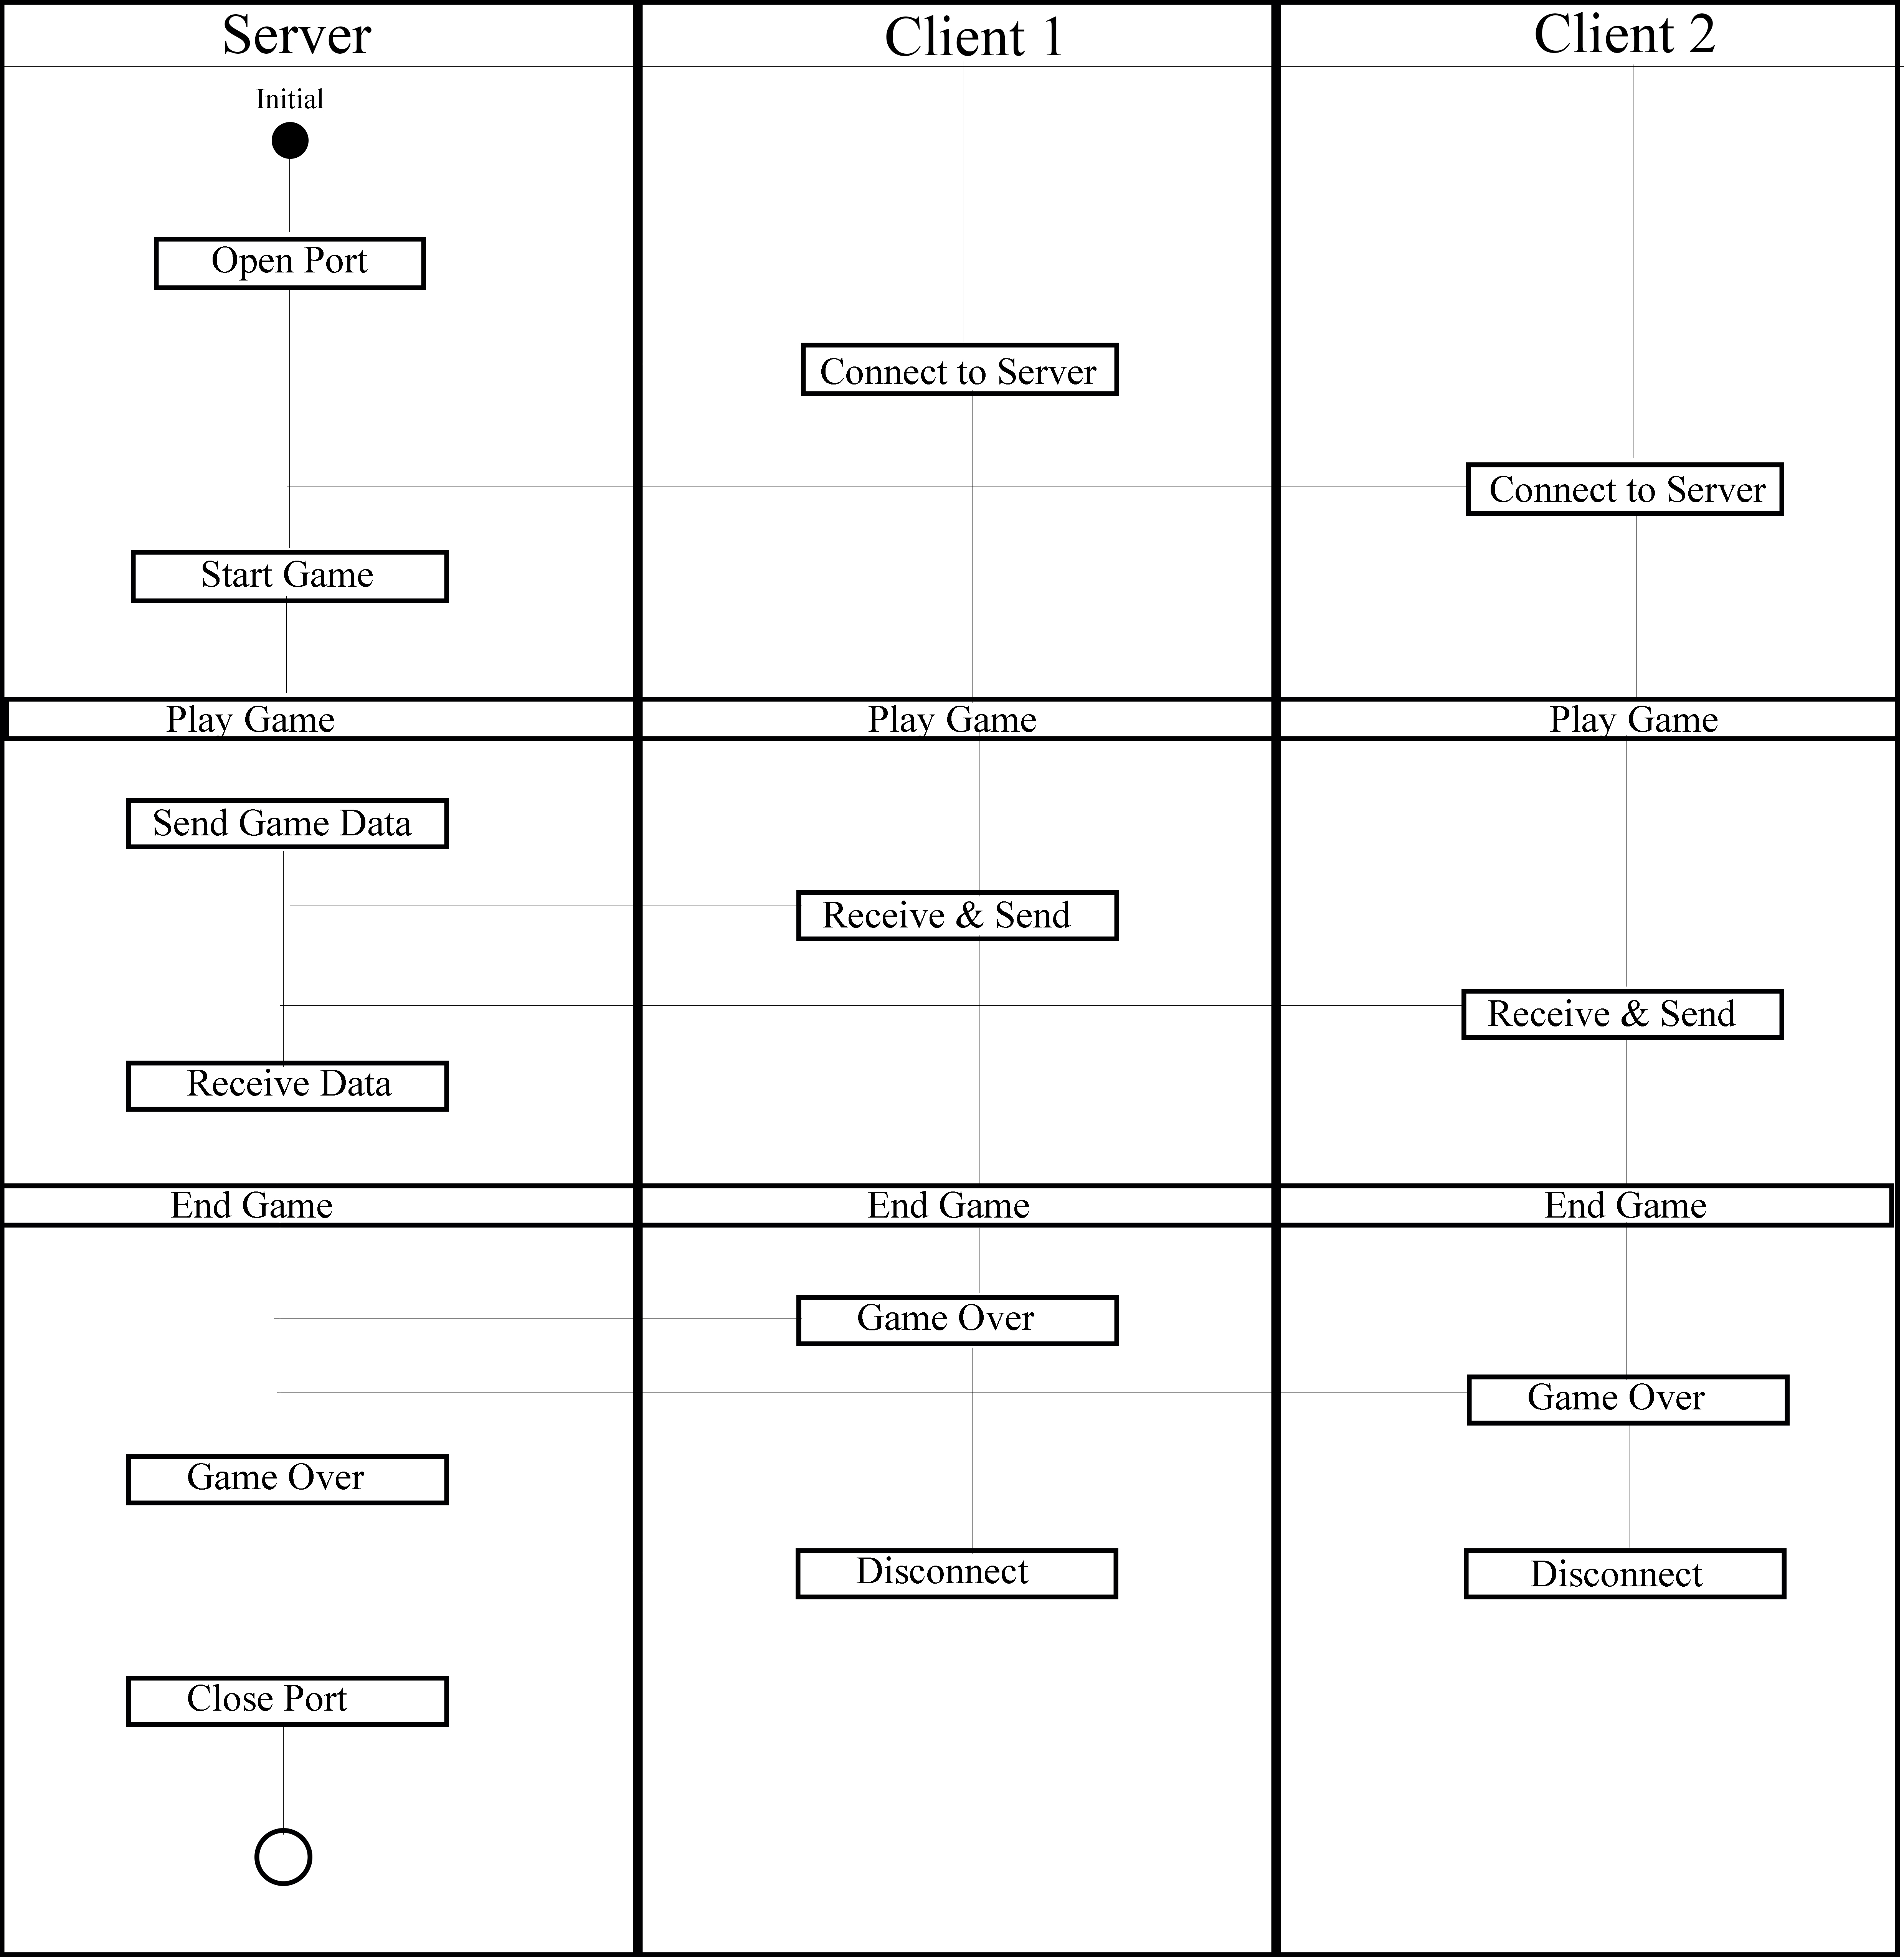 Server
Client 1
Client 2
Initial
Open Port
Connect to Server
Connect to Server
Start Game
Play Game
Play Game
Play Game
Send Game Data
Receive & Send
Receive & Send
Receive Data
End Game
End Game
End Game
Game Over
Game Over
Game Over
Disconnect
Disconnect
Close Port